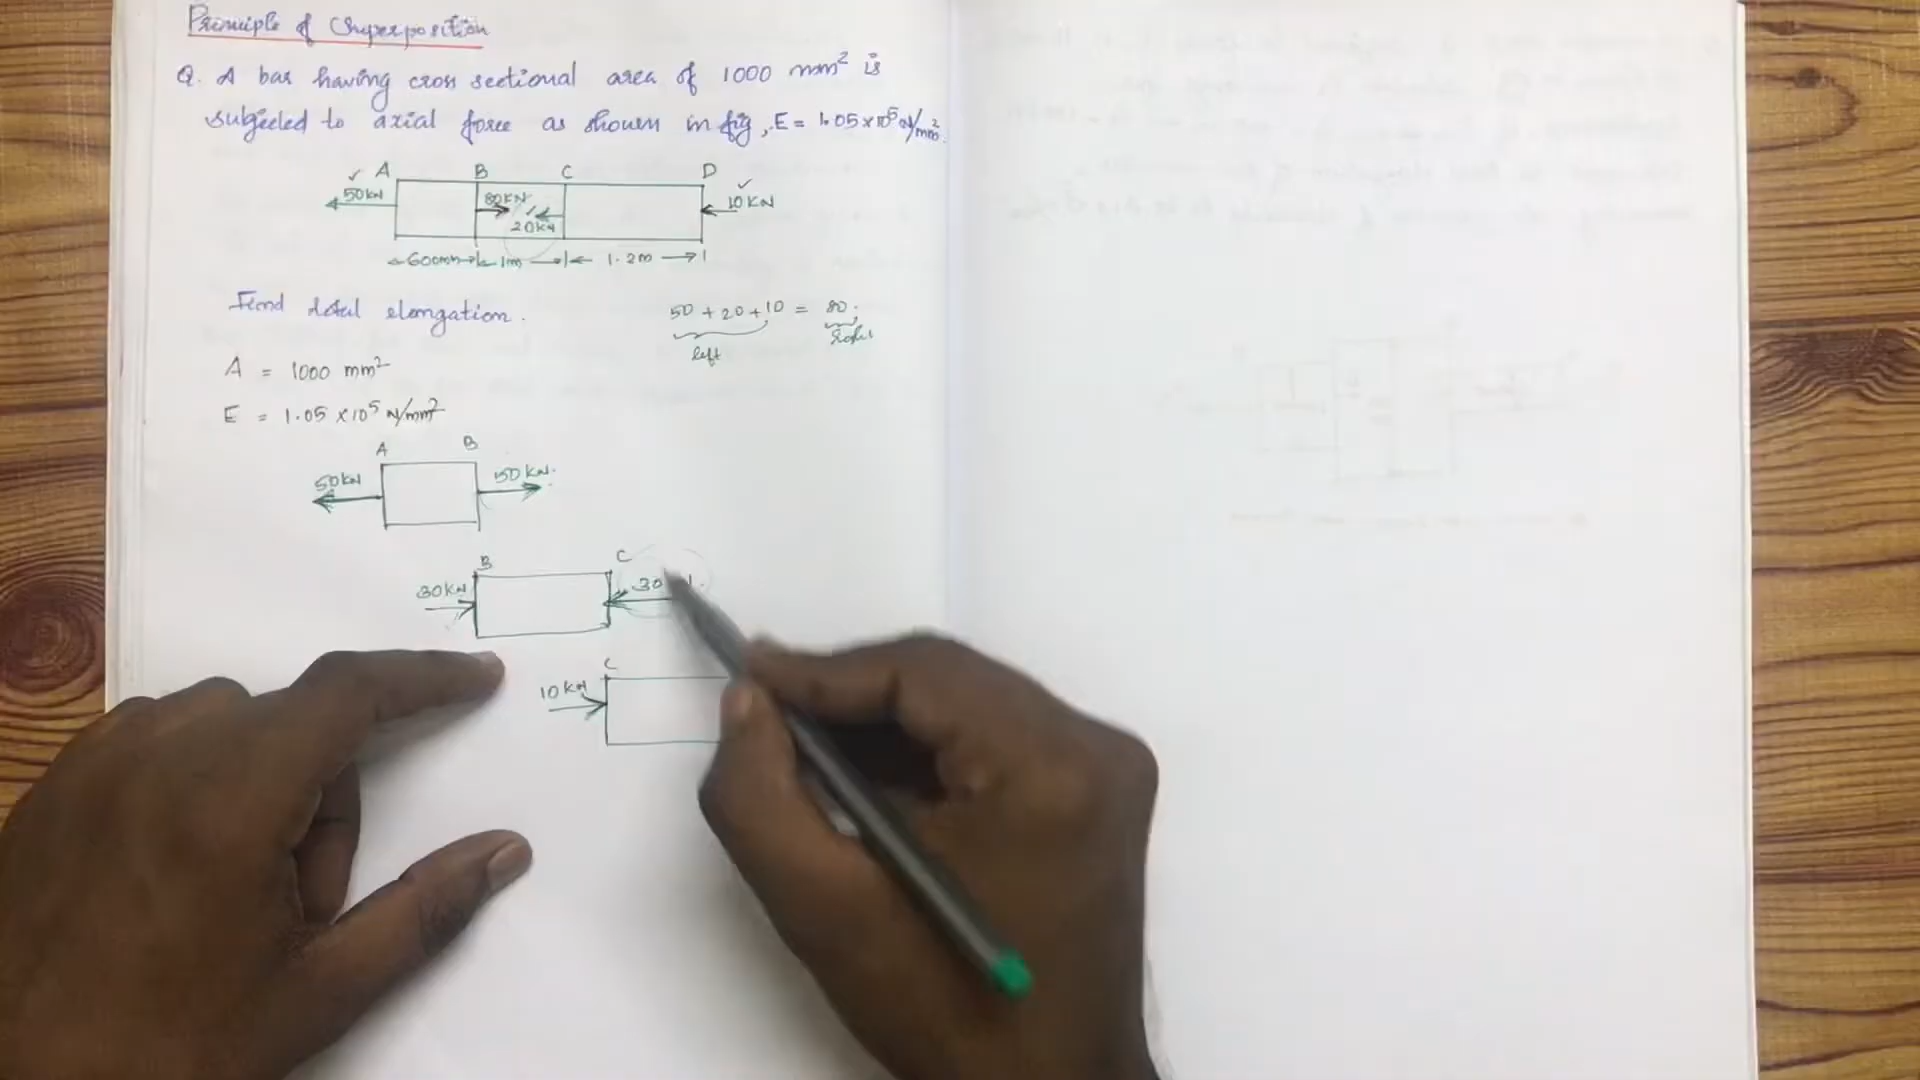 Principle of Superposition
Q. A bar having cross sectional area of 1000 mm² is
subjected to axial force as shown in fig, E = 1.05 × 10⁵ N/mm².
A B C D
50KN 80KN 10KN
20KN
600mm 1m 1.2m
Find total elongation.
50 + 20 + 10 = 80.
left
A = 1000 mm²
E = 1.05 × 10⁵ N/mm²
A B
50KN 50KN.
B C
30KN 30
C
10KN